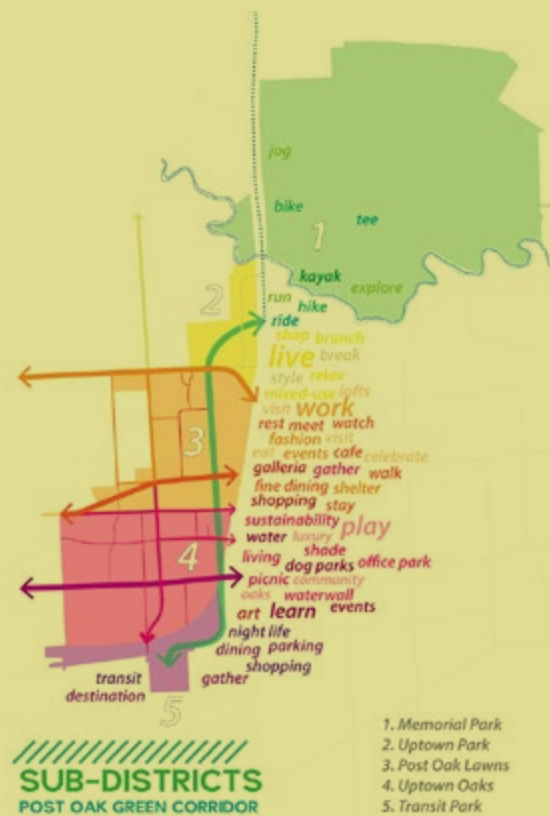 jog
bike
tee
1
kayak
explore
2
run
hike
ride
shop brunch
live break
style relax
mixed-use lofts
visit work
rest meet watch
3
fashion visit
eat events cafe celebrate
galleria gather walk
fine dining shelter
shopping stay
sustainability play
water luxury
4
living shade
dog parks office park
picnic community
oaks waterwall
art learn events
night life
dining parking
shopping
transit
destination
gather
5
1. Memorial Park
2. Uptown Park
3. Post Oak Lawns
4. Uptown Oaks
5. Transit Park
SUB-DISTRICTS
POST OAK GREEN CORRIDOR